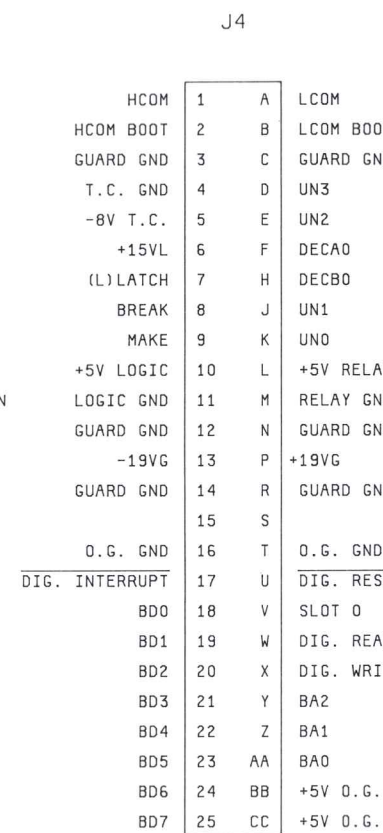 J4
HCOM 1 A LCOM
HCOM BOOT 2 B LCOM BOO
GUARD GND 3 C GUARD GN
T.C. GND 4 D UN3
-8V T.C. 5 E UN2
+15VL 6 F DECA0
(L)LATCH 7 H DECB0
BREAK 8 J UN1
MAKE 9 K UN0
+5V LOGIC 10 L +5V RELA
N LOGIC GND 11 M RELAY GN
GUARD GND 12 N GUARD GN
-19VG 13 P +19VG
GUARD GND 14 R GUARD GN
15 S
O.G. GND 16 T O.G. GND
DIG. INTERRUPT 17 U DIG. RES
BD0 18 V SLOT 0
BD1 19 W DIG. REA
BD2 20 X DIG. WRI
BD3 21 Y BA2
BD4 22 Z BA1
BD5 23 AA BA0
BD6 24 BB +5V O.G.
BD7 25 CC +5V O.G.